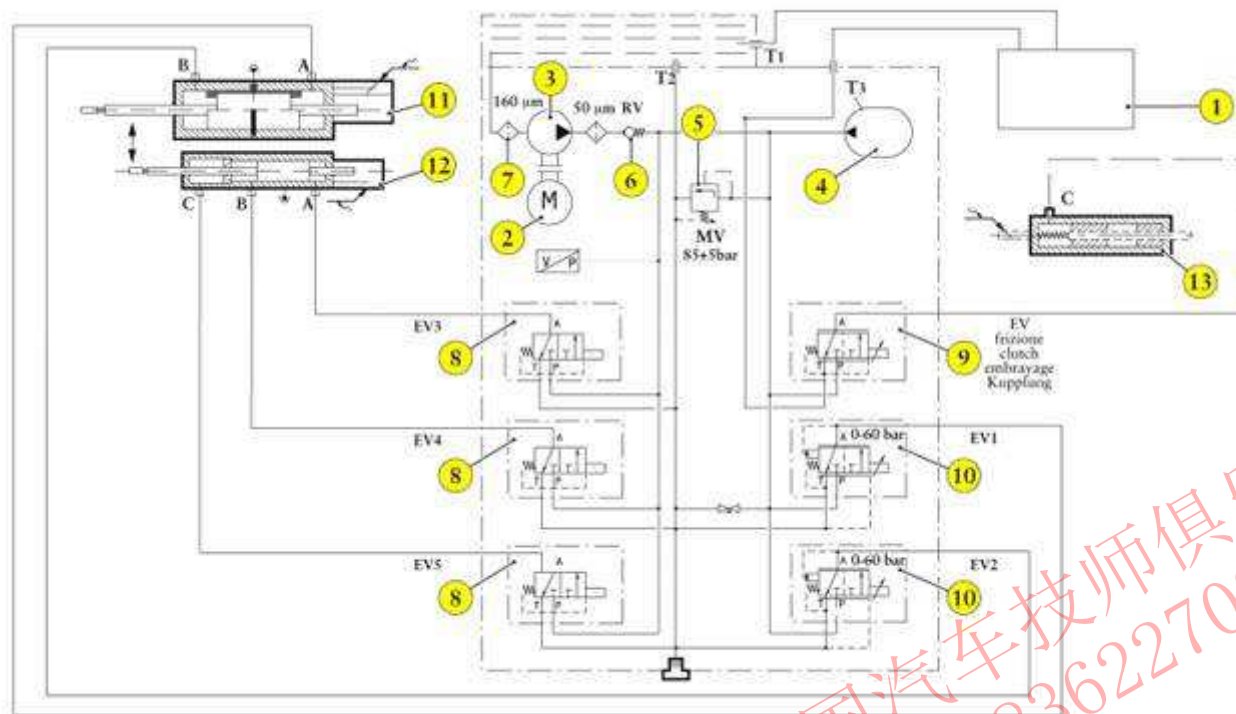 B
A
11
12
C
B
*
A
T1
T2
3
160 µm
50 µm RV
5
T3
1
7
6
4
M
2
MV
85+5bar
V
P
C
13
EV3
8
A
T
P
A
T
P
9
EV
frizione
clutch
embrayage
Kupplung
EV4
8
A
T
P
A
0-60 bar
T
P
EV1
10
EV5
8
A
T
P
A
0-60 bar
T
P
EV2
10
汽车技师俱
362270